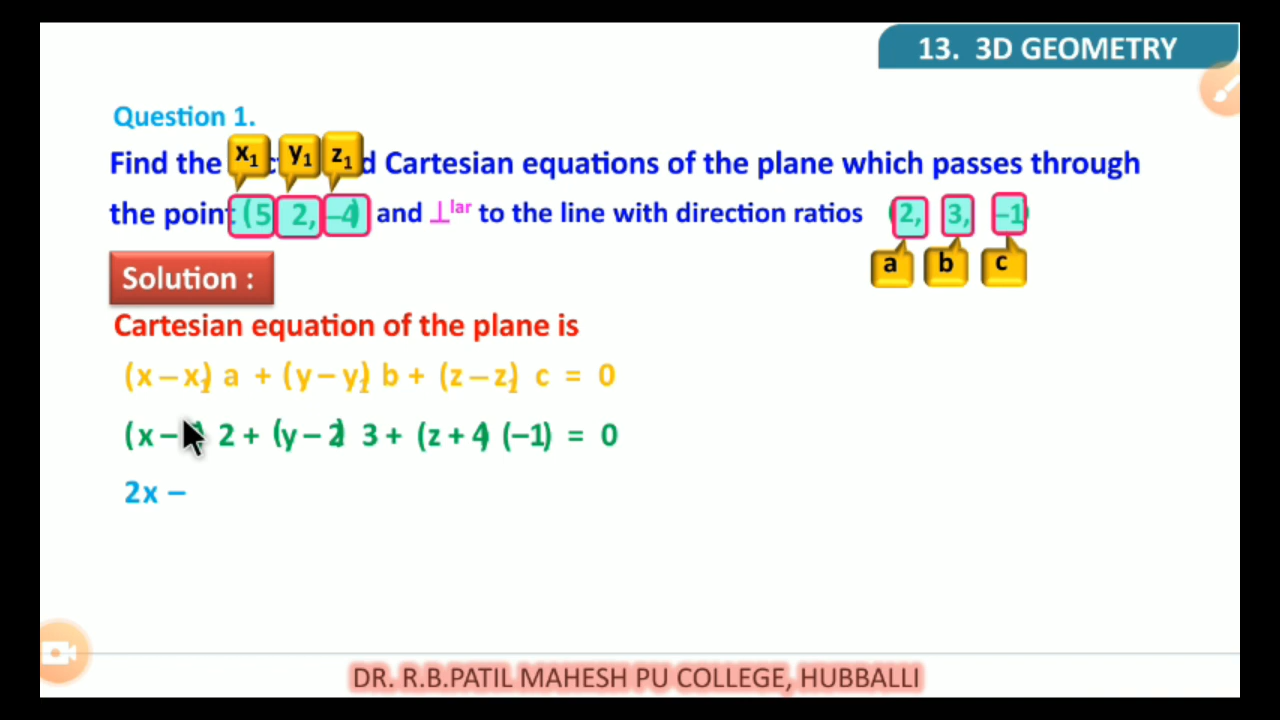 13. 3D GEOMETRY
Question 1.
x₁ y₁ z₁
Find the Cartesian equations of the plane which passes through
the point (5 2, –4) and ⊥lar to the line with direction ratios (2, 3, –1)
a b c
Solution :
Cartesian equation of the plane is
(x – x₁) a + (y – y₁) b + (z – z₁) c = 0
(x – ) 2 + (y – 2) 3 + (z + 4) (–1) = 0
2x –
DR. R.B.PATIL MAHESH PU COLLEGE, HUBBALLI